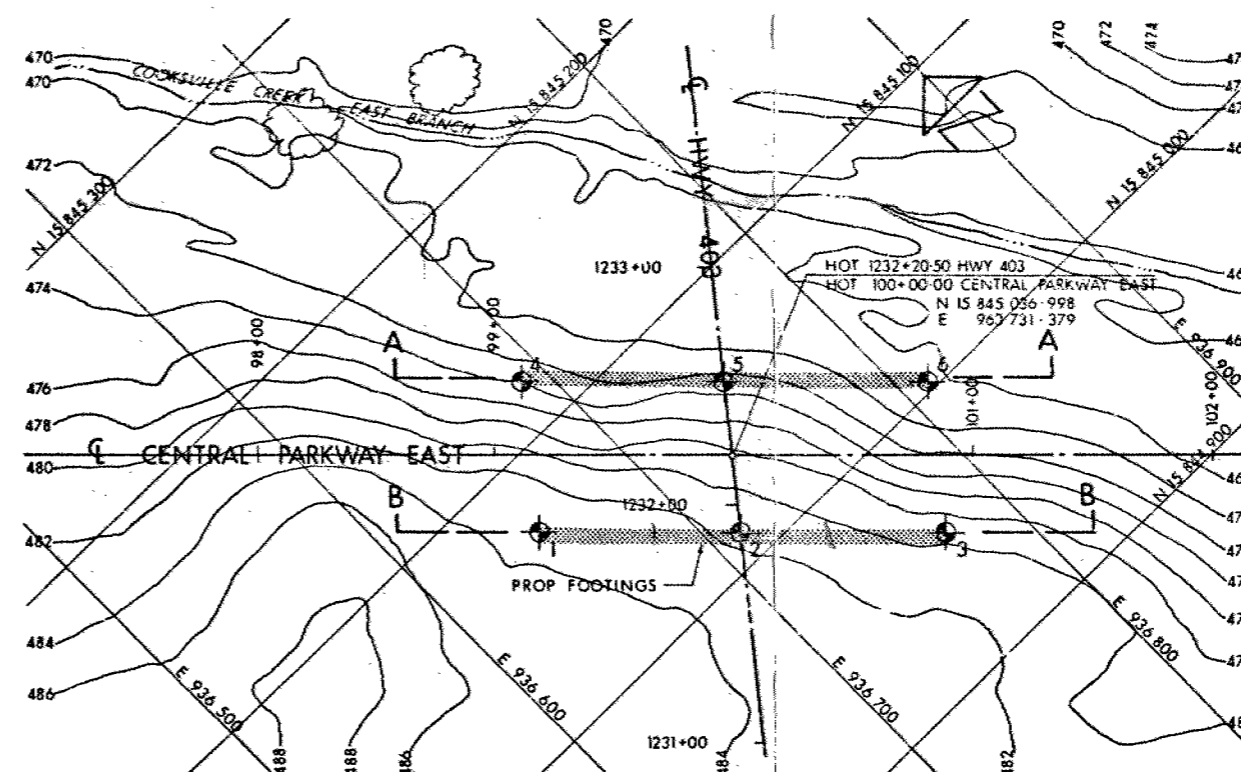 470
470
472
474
476
478
480
482
484
486
COOKSVILLE CREEK EAST BRANCH
470
N 15 845 300
N 15 845 200
N 15 845 100
N 15 845 000
N 15 844 900
470
472
474
℄ HWY 403
1233+00
HOT 1232+20·50 HWY 403
HOT 100+00·00 CENTRAL PARKWAY EAST
N 15 845 036·998
E 963 731·379
E 936 900
98+00
99+00
101+00
102+00
A
A
4
5
6
℄ CENTRAL PARKWAY EAST
B
B
1232+00
1
2
3
PROP FOOTINGS
E 936 500
E 936 600
E 936 700
E 936 800
1231+00
488
488
486
484
482